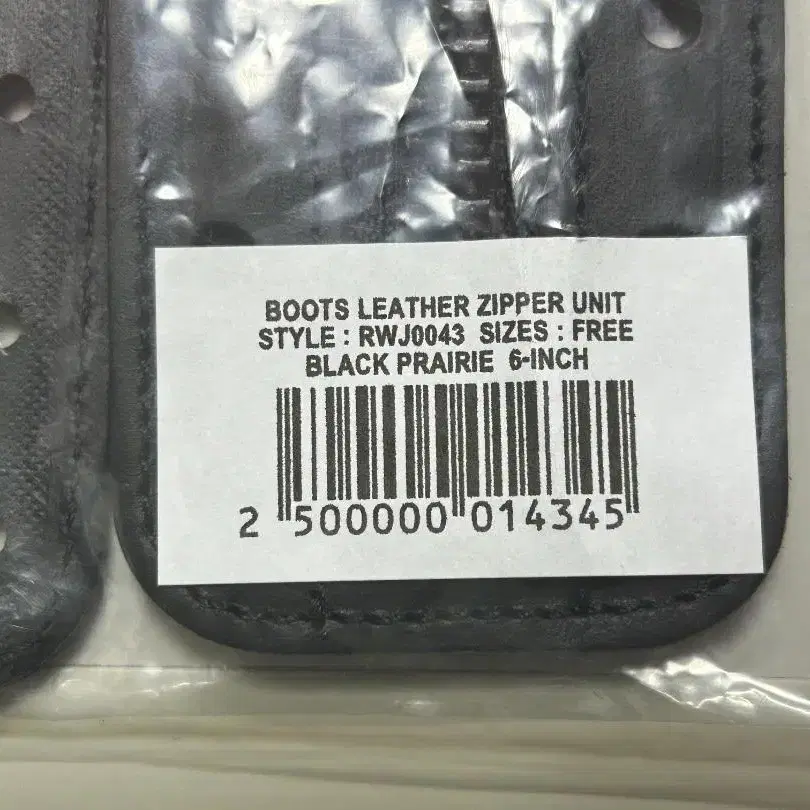 BOOTS LEATHER ZIPPER UNIT
STYLE : RWJ0043 SIZES : FREE
BLACK PRAIRIE 6-INCH
2 500000 014345